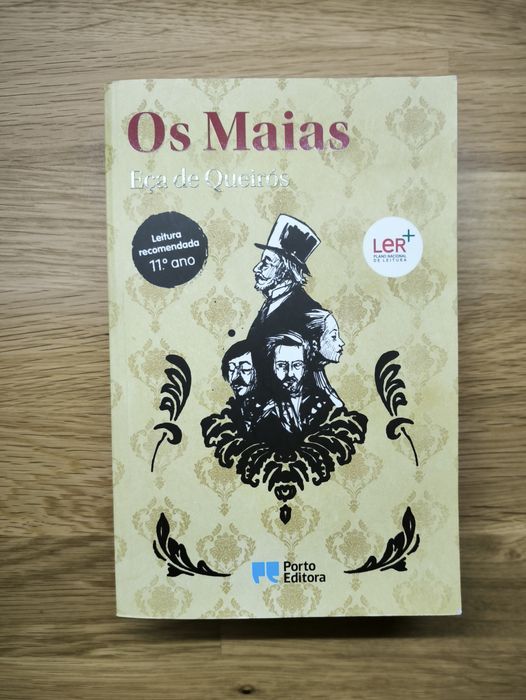 Os Maias
Eça de Queirós
Leitura
recomendada
11.º ano
LER+
PLANO NACIONAL
DE LEITURA
Porto
Editora